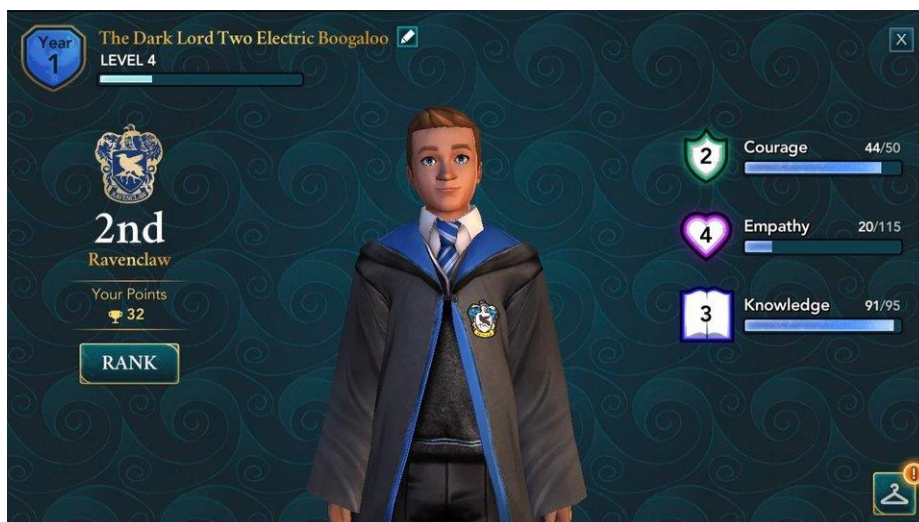 Year
1
The Dark Lord Two Electric Boogaloo
LEVEL 4
X
RAVENCLAW
2nd
Ravenclaw
Your Points
32
RANK
2
Courage 44/50
4
Empathy 20/115
3
Knowledge 91/95
!